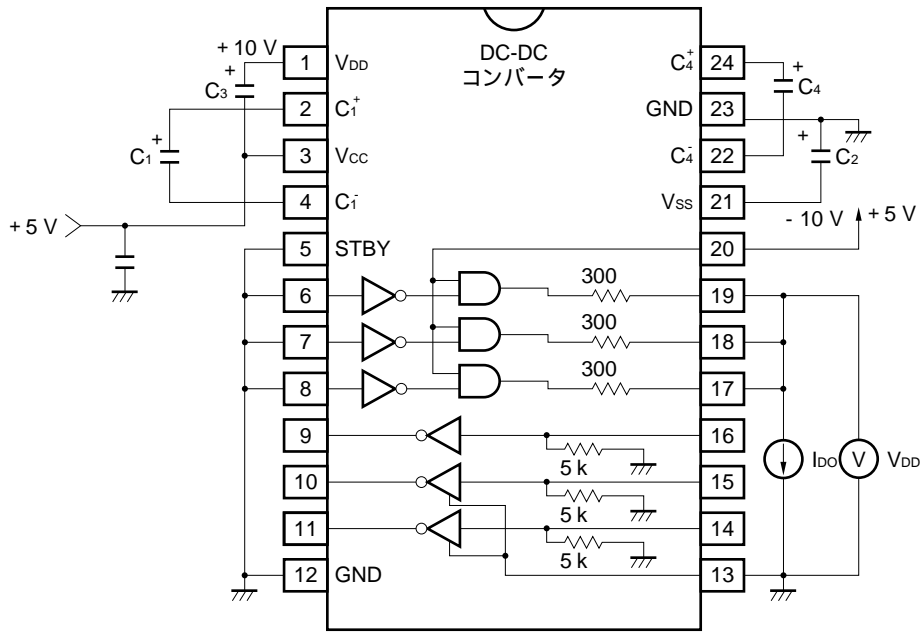 DC-DC
コンバータ
+ 10 V
+
C3
1
VDD
24
C4+
+
C4
2
C1+
23
GND
+
C1
3
VCC
22
C4-
+
C2
4
C1-
21
VSS
+ 5 V
- 10 V
+ 5 V
5
STBY
20
6
300
19
7
300
18
8
300
17
9
16
5 k
IDO
V
VDD
10
15
5 k
11
14
5 k
12
GND
13